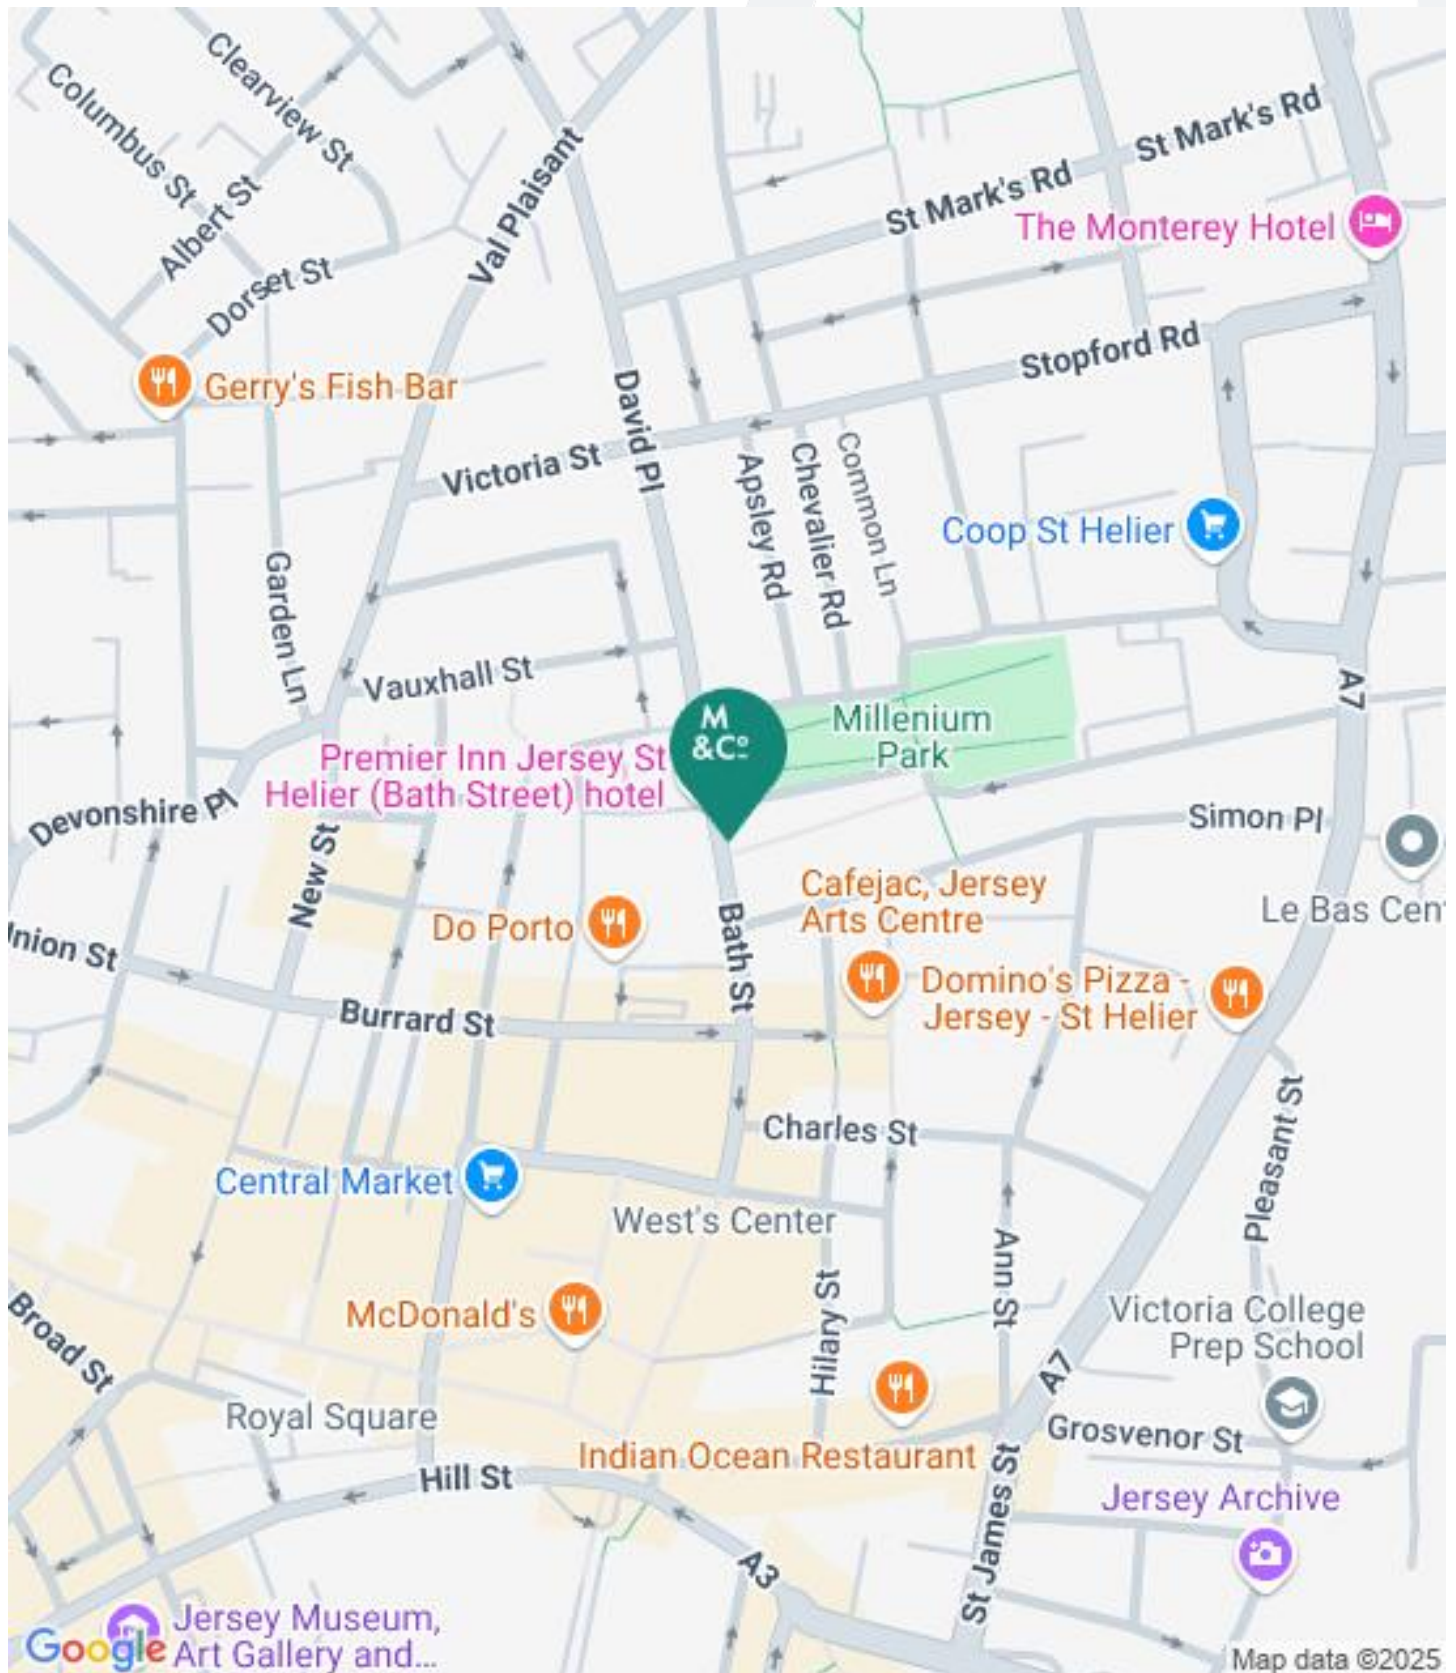 Clearview St
Columbus St
Albert St
Dorset St
Val Plaisant
St Mark's Rd
St Mark's Rd
The Monterey Hotel
Stopford Rd
Gerry's Fish Bar
David Pl
Victoria St
Apsley Rd
Chevalier Rd
Common Ln
Coop St Helier
Garden Ln
Vauxhall St
A7
M
&Co
Millenium
Park
Premier Inn Jersey St
Helier (Bath Street) hotel
Devonshire Pl
New St
Simon Pl
Cafejac, Jersey
Arts Centre
Le Bas Cen
Do Porto
Bath St
Union St
Domino's Pizza -
Jersey - St Helier
Burrard St
Pleasant St
Charles St
Central Market
West's Center
Ann St
Hilary St
McDonald's
Broad St
Victoria College
Prep School
A7
Royal Square
Grosvenor St
Indian Ocean Restaurant
Hill St
Jersey Archive
St James St
A3
Jersey Museum,
Art Gallery and...
Google
Map data ©2025